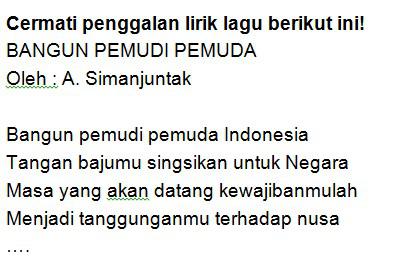 Cermati penggalan lirik lagu berikut ini!
BANGUN PEMUDI PEMUDA
Oleh : A. Simanjuntak
Bangun pemudi pemuda Indonesia
Tangan bajumu singsikan untuk Negara
Masa yang akan datang kewajibanmulah
Menjadi tanggunganmu terhadap nusa
....